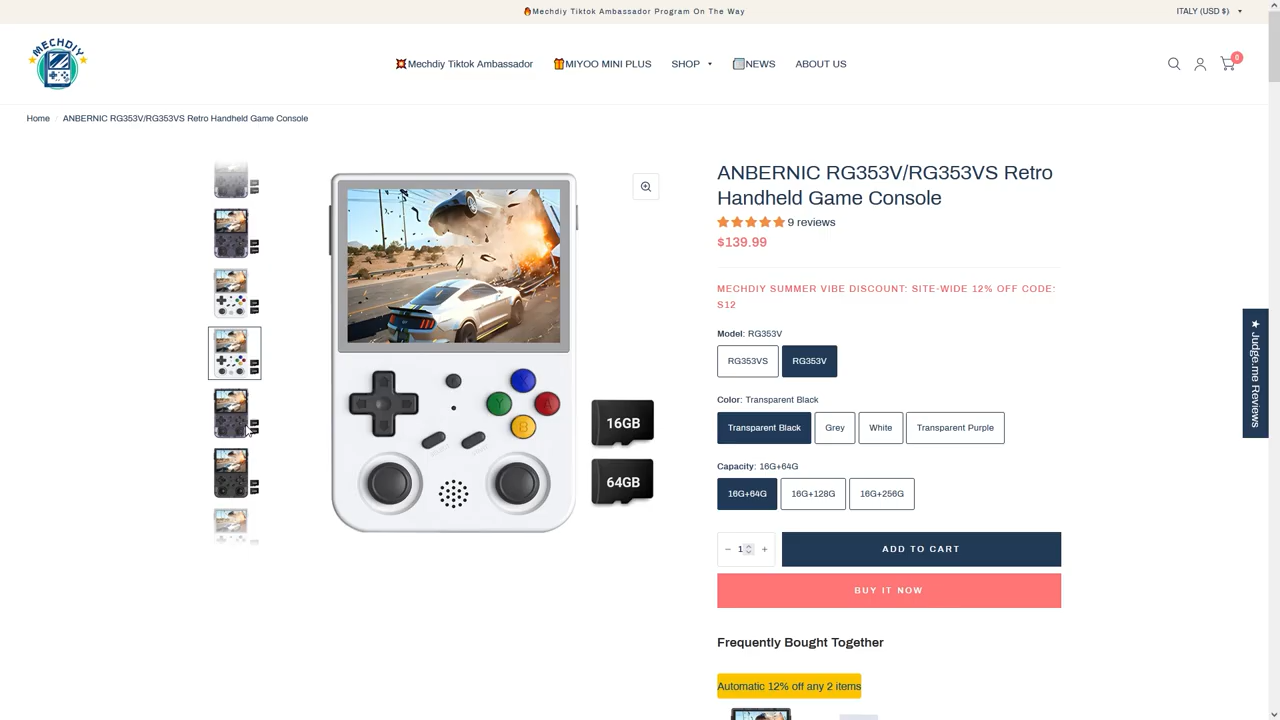 🔥Mechdiy Tiktok Ambassador Program On The Way
ITALY (USD $)
MECHDIY
💥Mechdiy Tiktok Ambassador
🎁MIYOO MINI PLUS
SHOP
NEWS
ABOUT US
0
Home / ANBERNIC RG353V/RG353VS Retro Handheld Game Console
ANBERNIC RG353V/RG353VS Retro
Handheld Game Console
9 reviews
$139.99
MECHDIY SUMMER VIBE DISCOUNT: SITE-WIDE 12% OFF CODE:
S12
Model: RG353V
RG353VS
RG353V
Color: Transparent Black
Transparent Black
Grey
White
Transparent Purple
Capacity: 16G+64G
16G+64G
16G+128G
16G+256G
− 1 +
ADD TO CART
BUY IT NOW
Frequently Bought Together
Automatic 12% off any 2 items
X
Y
A
B
16GB
64GB
★ Judge.me Reviews